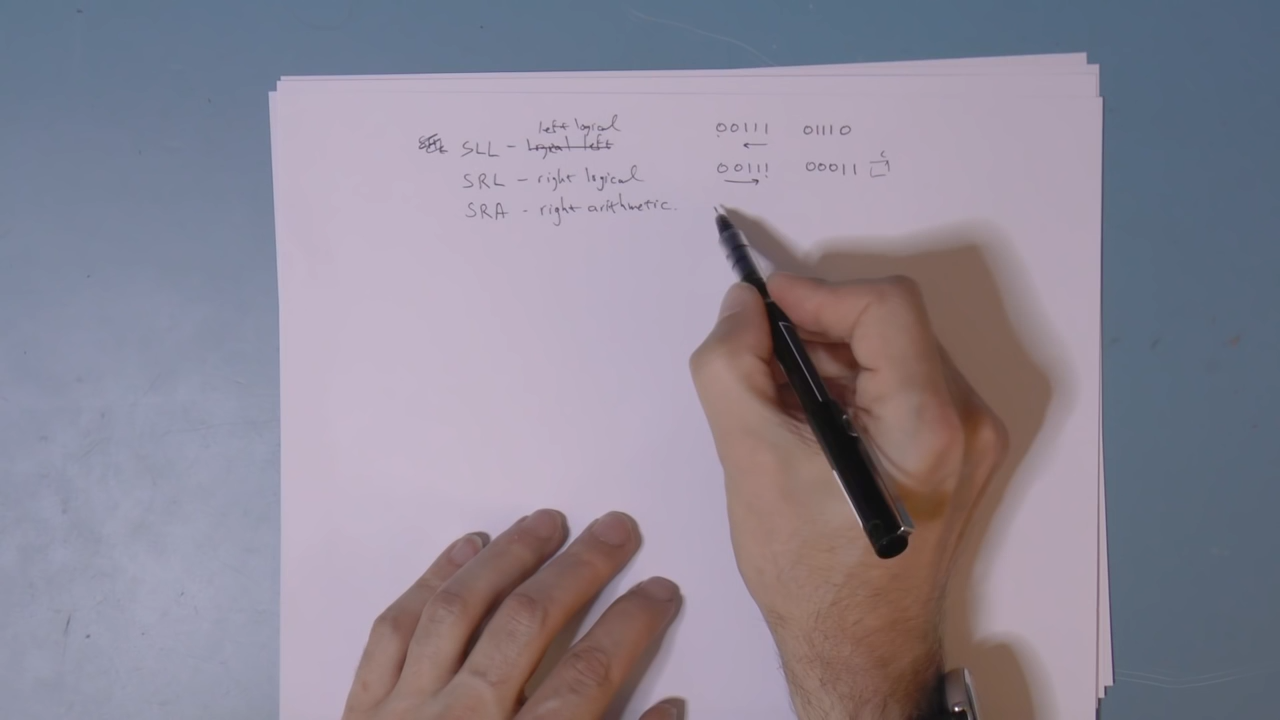 left logical
SLL - logical left 00111 01110
SRL - right logical 00111 00011 c
SRA - right arithmetic.